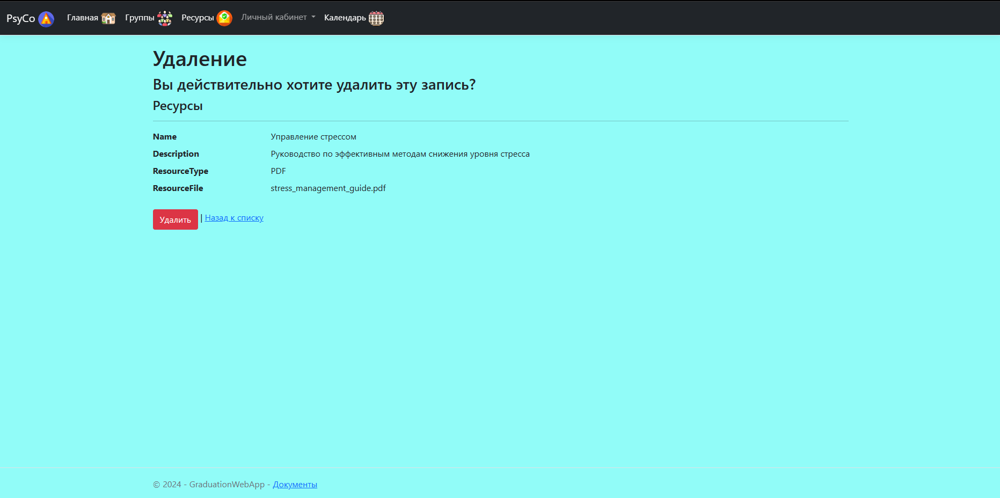 PsyCo Главная Группы Ресурсы Личный кабинет Календарь
Удаление
Вы действительно хотите удалить эту запись?
Ресурсы
Name Управление стрессом
Description Руководство по эффективным методам снижения уровня стресса
ResourceType PDF
ResourceFile stress_management_guide.pdf
Удалить | Назад к списку
© 2024 - GraduationWebApp - Документы